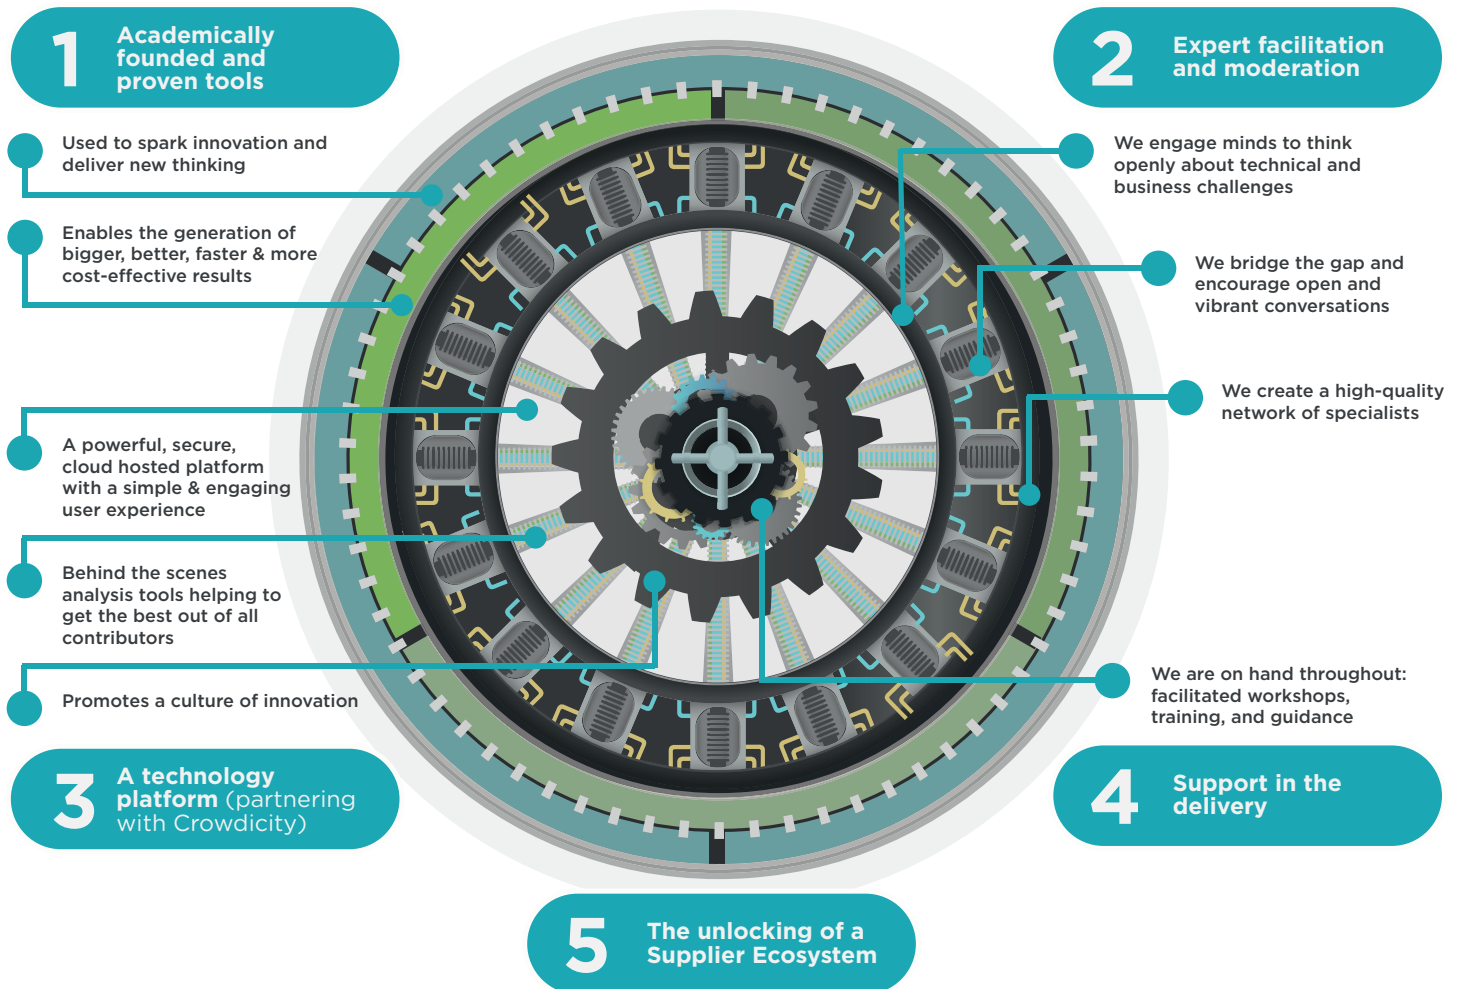 1
Academically
founded and
proven tools
Used to spark innovation and
deliver new thinking
Enables the generation of
bigger, better, faster & more
cost-effective results
2
Expert facilitation
and moderation
We engage minds to think
openly about technical and
business challenges
We bridge the gap and
encourage open and
vibrant conversations
We create a high-quality
network of specialists
A powerful, secure,
cloud hosted platform
with a simple & engaging
user experience
Behind the scenes
analysis tools helping to
get the best out of all
contributors
Promotes a culture of innovation
3
A technology
platform (partnering
with Crowdicity)
We are on hand throughout:
facilitated workshops,
training, and guidance
4
Support in the
delivery
5
The unlocking of a
Supplier Ecosystem